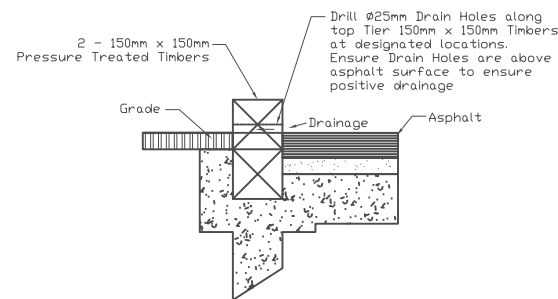 2 - 150mm x 150mm
Pressure Treated Timbers
Drill Ø25mm Drain Holes along
top Tier 150mm x 150mm Timbers
at designated locations.
Ensure Drain Holes are above
asphalt surface to ensure
positive drainage
Grade
Drainage
Asphalt